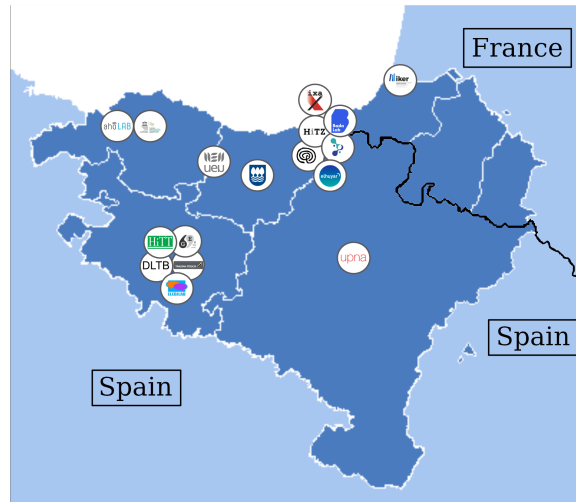 France
iker
ixa
aholAB
HiTZ
UEU
elhuyar
HiTT
DLTB
upna
Spain
Spain